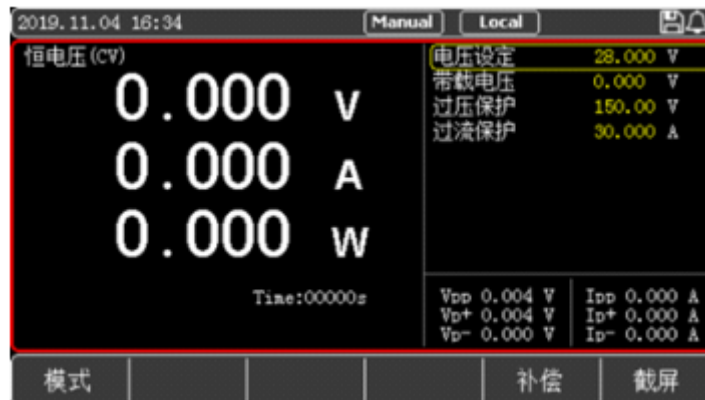 2019.11.04 16:34 Manual Local
恒电压(CV)
0.000 V
0.000 A
0.000 W
Time:00000s
电压设定 28.000 V
带载电压 0.000 V
过压保护 150.00 V
过流保护 30.000 A
Vpp 0.004 V Ipp 0.000 A
Vp+ 0.004 V Ip+ 0.000 A
Vp- 0.000 V Ip- 0.000 A
模式 补偿 截屏